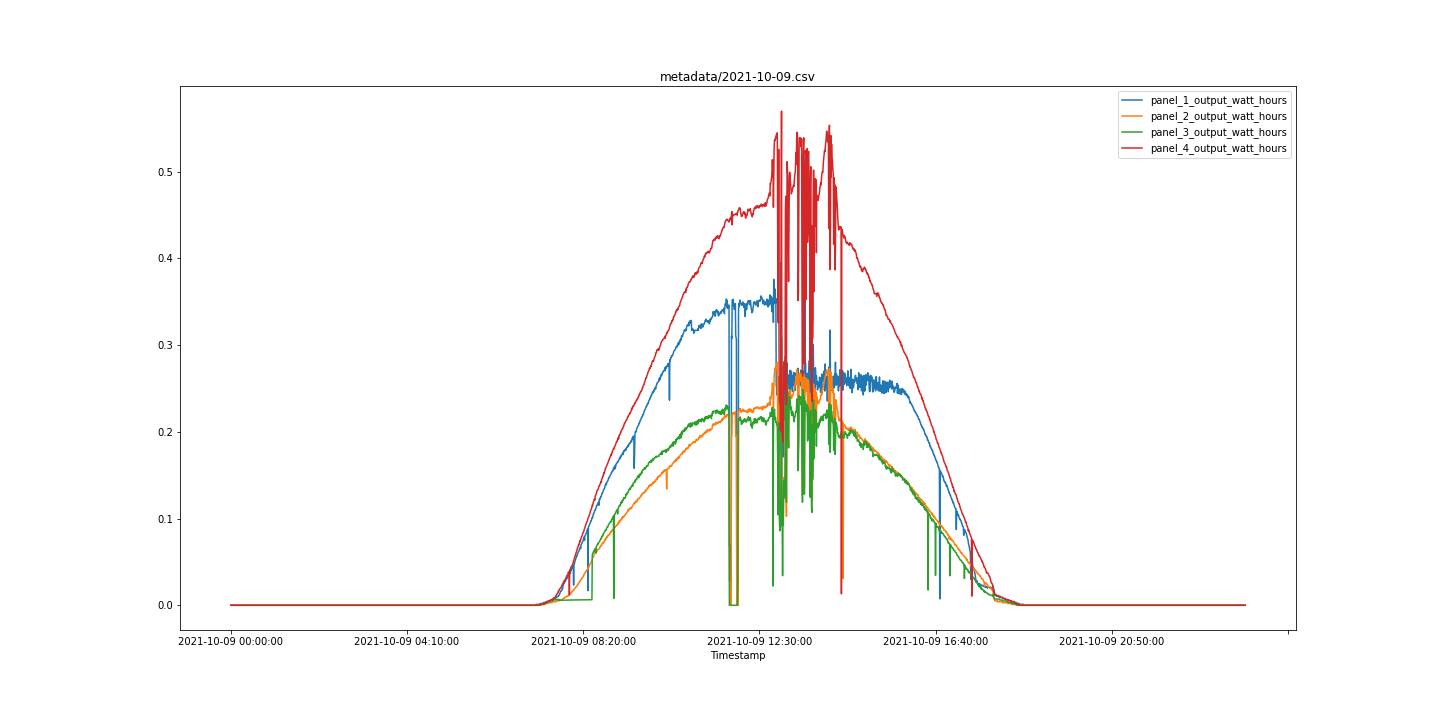 metadata/2021-10-09.csv
panel_1_output_watt_hours
panel_2_output_watt_hours
panel_3_output_watt_hours
panel_4_output_watt_hours
0.5
0.4
0.3
0.2
0.1
0.0
2021-10-09 00:00:00 2021-10-09 04:10:00 2021-10-09 08:20:00 2021-10-09 12:30:00 2021-10-09 16:40:00 2021-10-09 20:50:00
Timestamp